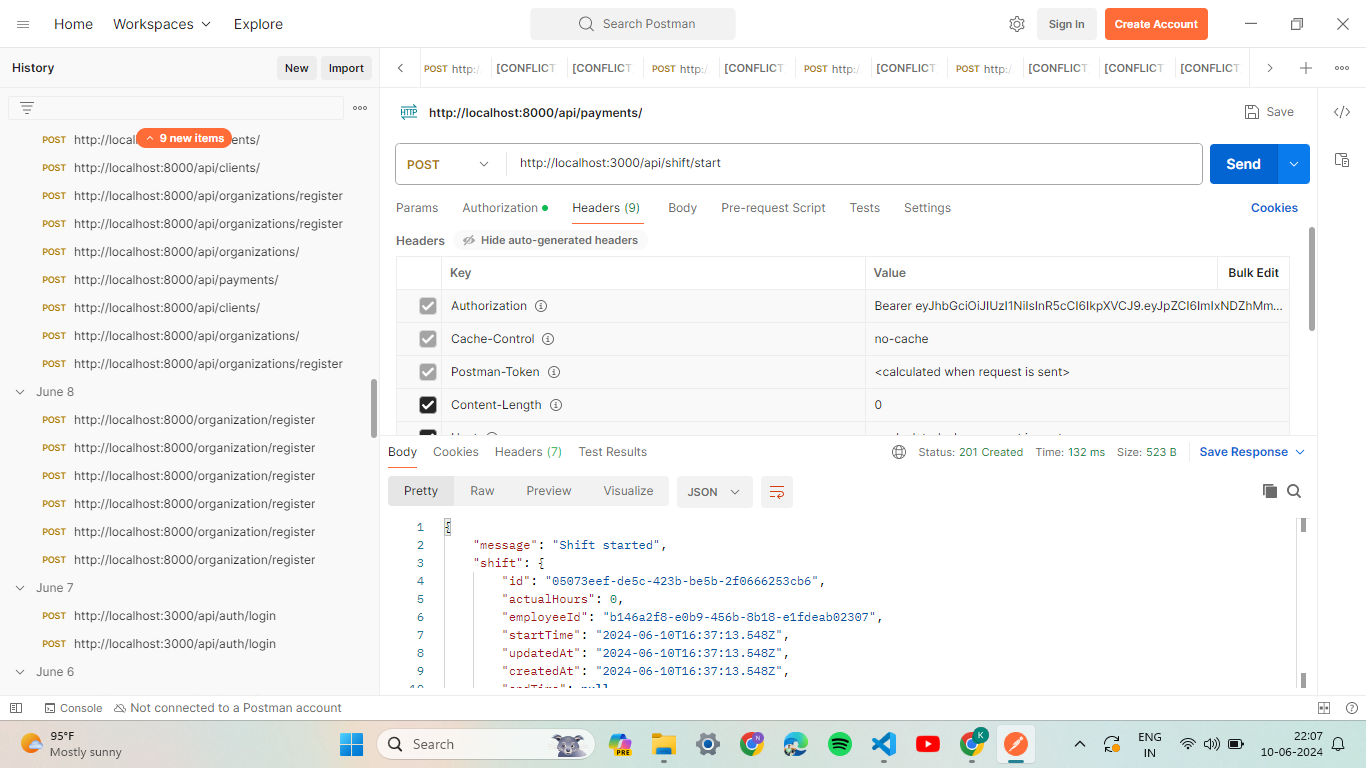 Home
Workspaces
Explore
Search Postman
Sign In
Create Account
History
New
Import
POST http:/
[CONFLICT
[CONFLICT
POST http:/
[CONFLICT
POST http:/
[CONFLICT
POST http:/
[CONFLICT
[CONFLICT
[CONFLICT
9 new items
POST http://local ents/
POST http://localhost:8000/api/clients/
POST http://localhost:8000/api/organizations/register
POST http://localhost:8000/api/organizations/register
POST http://localhost:8000/api/organizations/
POST http://localhost:8000/api/payments/
POST http://localhost:8000/api/clients/
POST http://localhost:8000/api/organizations/
POST http://localhost:8000/api/organizations/register
June 8
POST http://localhost:8000/organization/register
POST http://localhost:8000/organization/register
POST http://localhost:8000/organization/register
POST http://localhost:8000/organization/register
POST http://localhost:8000/organization/register
POST http://localhost:8000/organization/register
June 7
POST http://localhost:3000/api/auth/login
POST http://localhost:3000/api/auth/login
June 6
HTTP http://localhost:8000/api/payments/
Save
POST http://localhost:3000/api/shift/start
Send
Params Authorization Headers (9) Body Pre-request Script Tests Settings Cookies
Headers Hide auto-generated headers
Key Value Bulk Edit
Authorization Bearer eyJhbGciOiJIUzI1NiIsInR5cCI6IkpXVCJ9.eyJpZCI6ImIxNDZhMm...
Cache-Control no-cache
Postman-Token <calculated when request is sent>
Content-Length 0
Body Cookies Headers (7) Test Results Status: 201 Created Time: 132 ms Size: 523 B Save Response
Pretty Raw Preview Visualize JSON
1 {
2 "message": "Shift started",
3 "shift": {
4 "id": "05073eef-de5c-423b-be5b-2f0666253cb6",
5 "actualHours": 0,
6 "employeeId": "b146a2f8-e0b9-456b-8b18-e1fdeab02307",
7 "startTime": "2024-06-10T16:37:13.548Z",
8 "updatedAt": "2024-06-10T16:37:13.548Z",
9 "createdAt": "2024-06-10T16:37:13.548Z",
10 "endTime": null
Console Not connected to a Postman account
95°F
Mostly sunny
Search
PRE
N
K
ENG
IN
22:07
10-06-2024